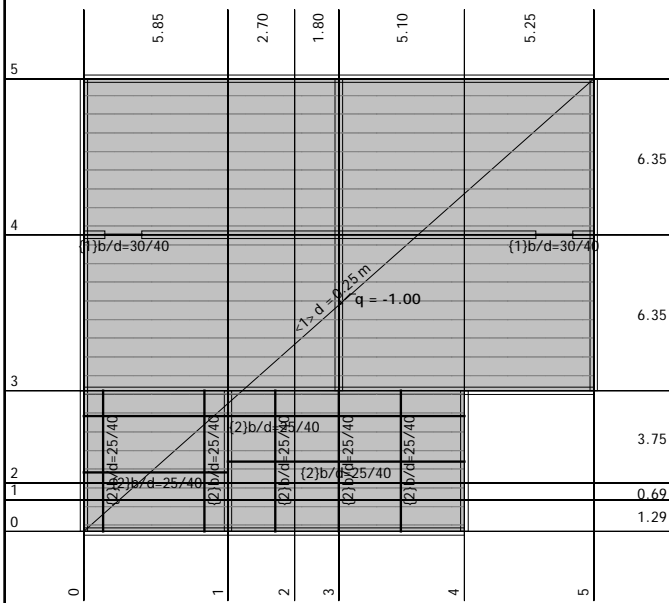 5.85
2.70
1.80
5.10
5.25
5
6.35
4
{1}b/d=30/40
{1}b/d=30/40
<1> d = 0.25 m
q = -1.00
6.35
3
{2}b/d=25/40
{2}b/d=25/40
{2}b/d=25/40
{2}b/d=25/40
{2}b/d=25/40
{2}b/d=25/40
3.75
{2}b/d=25/40
{2}b/d=25/40
2
1
0.69
0
1.29
0
1
2
3
4
5